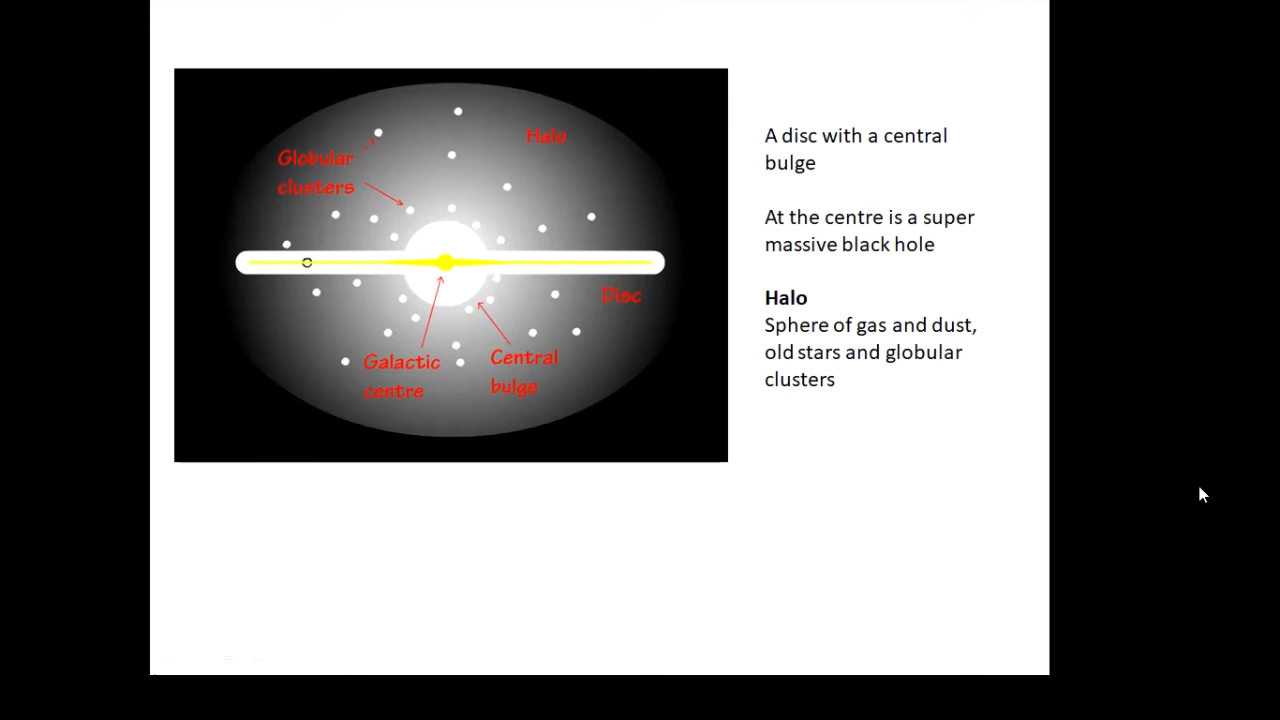 Halo
Globular
clusters
Disc
Galactic
centre
Central
bulge
A disc with a central
bulge
At the centre is a super
massive black hole
Halo
Sphere of gas and dust,
old stars and globular
clusters